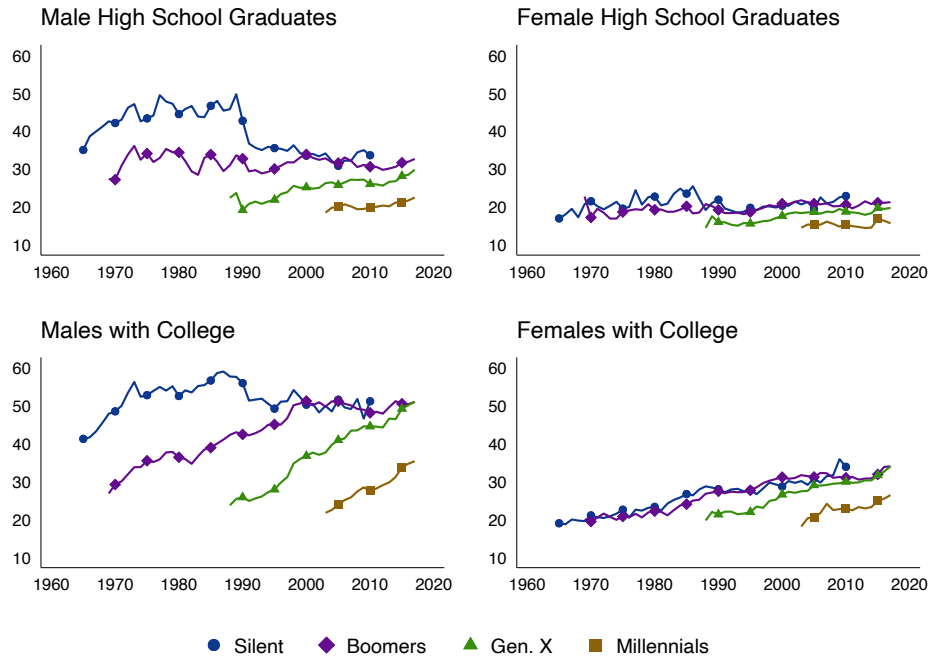 Male High School Graduates
Female High School Graduates
60
50
40
30
20
10
1960 1970 1980 1990 2000 2010 2020
60
50
40
30
20
10
1960 1970 1980 1990 2000 2010 2020
Males with College
Females with College
60
50
40
30
20
10
1960 1970 1980 1990 2000 2010 2020
60
50
40
30
20
10
1960 1970 1980 1990 2000 2010 2020
Silent Boomers Gen. X Millennials